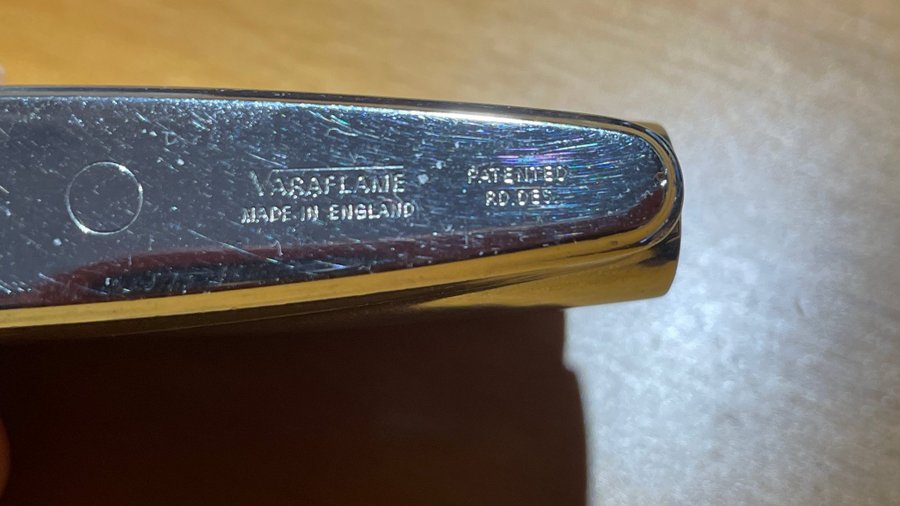 VARAFLAME
MADE IN ENGLAND
PATENTED
RD. DES.